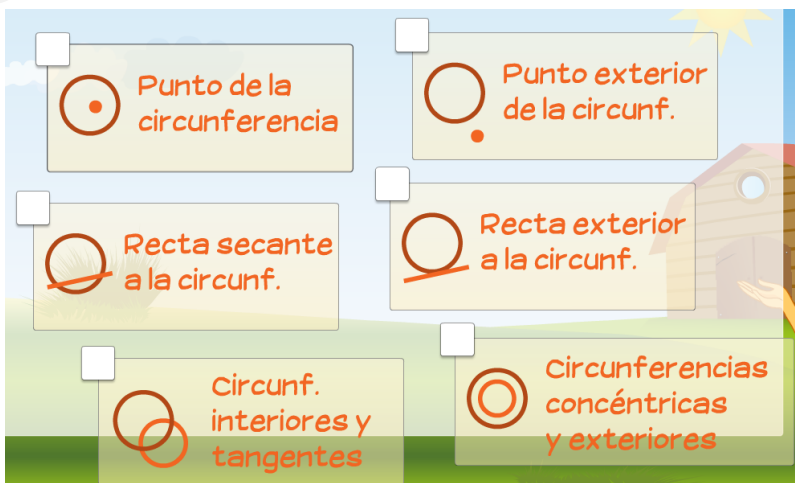 Punto de la
circunferencia
Punto exterior
de la circunf.
Recta secante
a la circunf.
Recta exterior
a la circunf.
Circunf.
interiores y
tangentes
Circunferencias
concéntricas
y exteriores